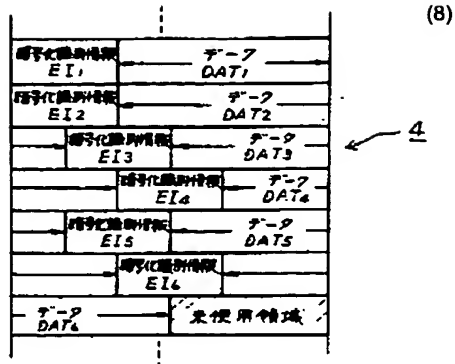 (8)
暗号化識別情報 データ
EI1 DAT1
暗号化識別情報 データ
EI2 DAT2
暗号化識別情報 データ
EI3 DAT3
4
暗号化識別情報 データ
EI4 DAT4
暗号化識別情報 データ
EI5 DAT5
暗号化識別情報
EI6
データ 未使用領域
DAT6